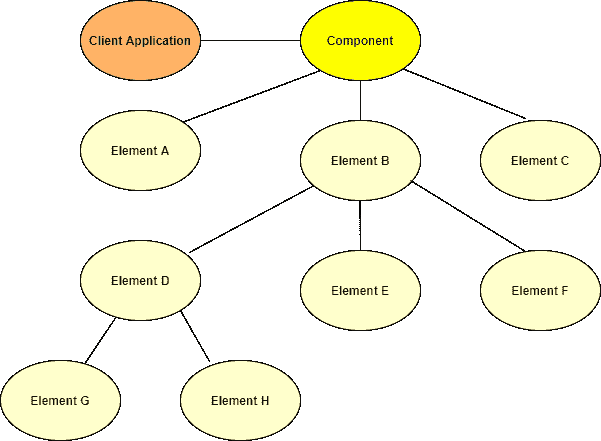 Client Application
Component
Element A
Element B
Element C
Element D
Element E
Element F
Element G
Element H